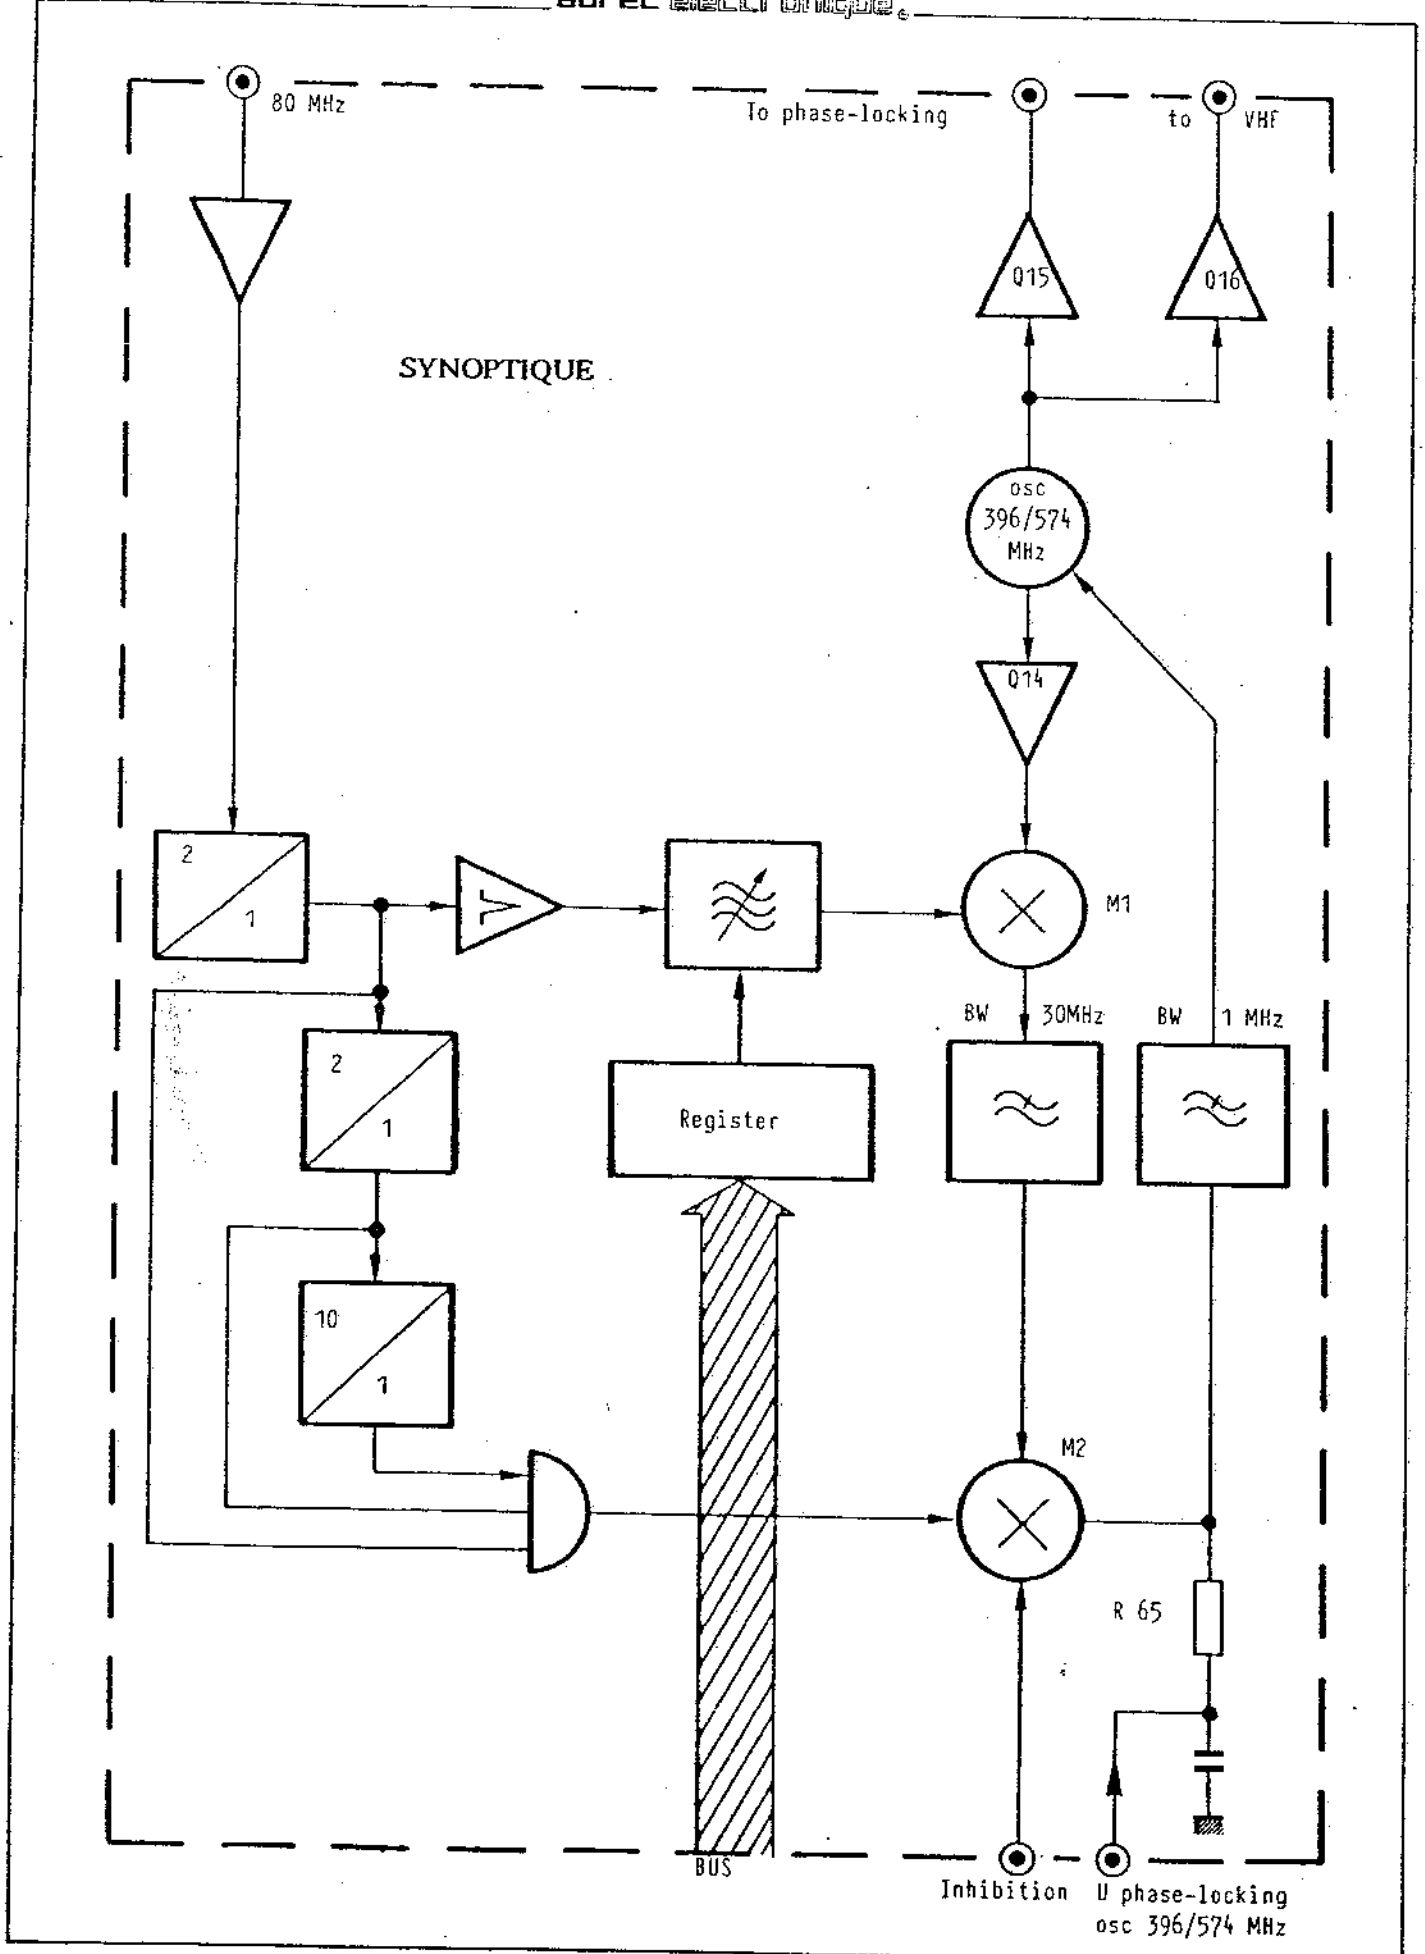 électronique
80 MHz
To phase-locking
to VHF
Q15
Q16
SYNOPTIQUE
osc
396/574
MHz
Q14
2
1
M1
BW 30MHz
BW 1 MHz
2
1
Register
10
1
M2
R 65
BUS
Inhibition
U phase-locking
osc 396/574 MHz